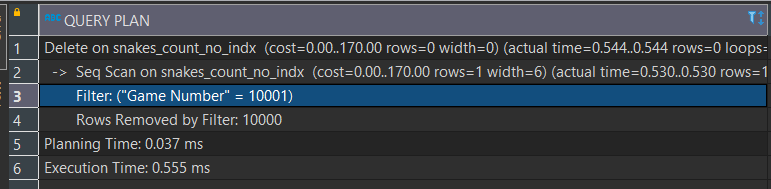 ABC QUERY PLAN
1 Delete on snakes_count_no_indx (cost=0.00..170.00 rows=0 width=0) (actual time=0.544..0.544 rows=0 loops=
2 -> Seq Scan on snakes_count_no_indx (cost=0.00..170.00 rows=1 width=6) (actual time=0.530..0.530 rows=1
3 Filter: ("Game Number" = 10001)
4 Rows Removed by Filter: 10000
5 Planning Time: 0.037 ms
6 Execution Time: 0.555 ms